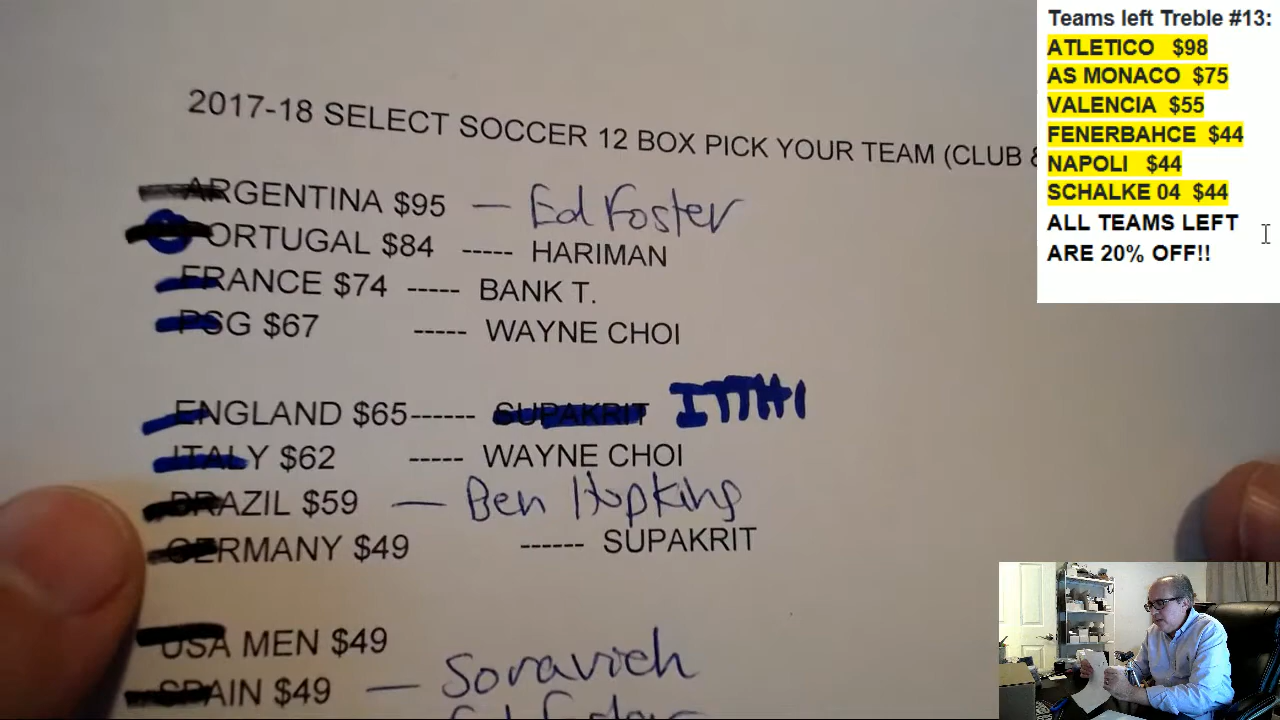 2017-18 SELECT SOCCER 12 BOX PICK YOUR TEAM (CLUB &
ARGENTINA $95 — Ed Foster
PORTUGAL $84 ----- HARIMAN
FRANCE $74 ----- BANK T.
PSG $67 ----- WAYNE CHOI
ENGLAND $65------ SUPAKRIT ITTHI
ITALY $62 ----- WAYNE CHOI
BRAZIL $59 — Ben Hopkins
GERMANY $49 ------ SUPAKRIT
USA MEN $49
Soravich
SPAIN $49 —
Teams left Treble #13:
ATLETICO $98
AS MONACO $75
VALENCIA $55
FENERBAHCE $44
NAPOLI $44
SCHALKE 04 $44
ALL TEAMS LEFT
ARE 20% OFF!!